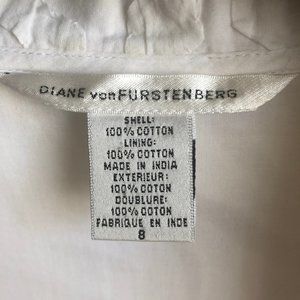 DIANE von FURSTENBERG
SHELL:
100% COTTON
LINING:
100% COTTON
MADE IN INDIA
EXTERIEUR:
100% COTON
DOUBLURE:
100% COTON
FABRIQUE EN INDE
8